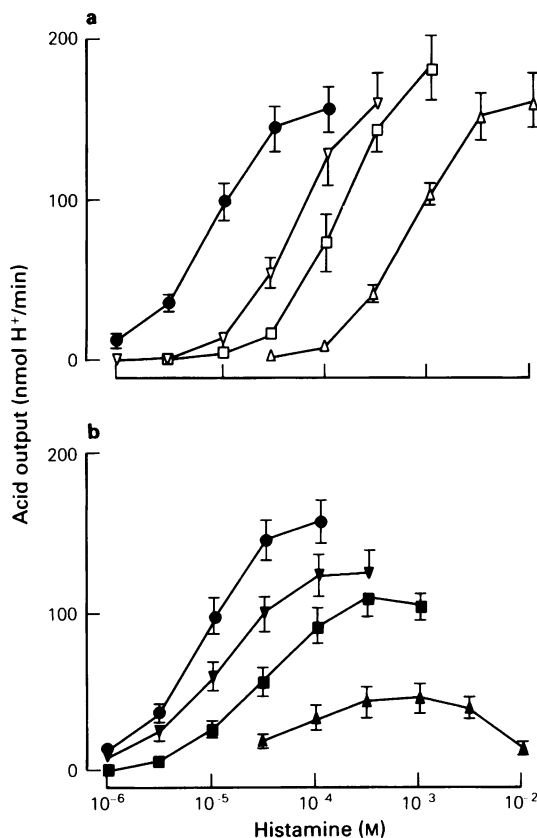 a
200
100
0
Acid output (nmol H⁺/min)
b
200
100
0
10⁻⁶ 10⁻⁵ 10⁻⁴ 10⁻³ 10⁻²
Histamine (M)